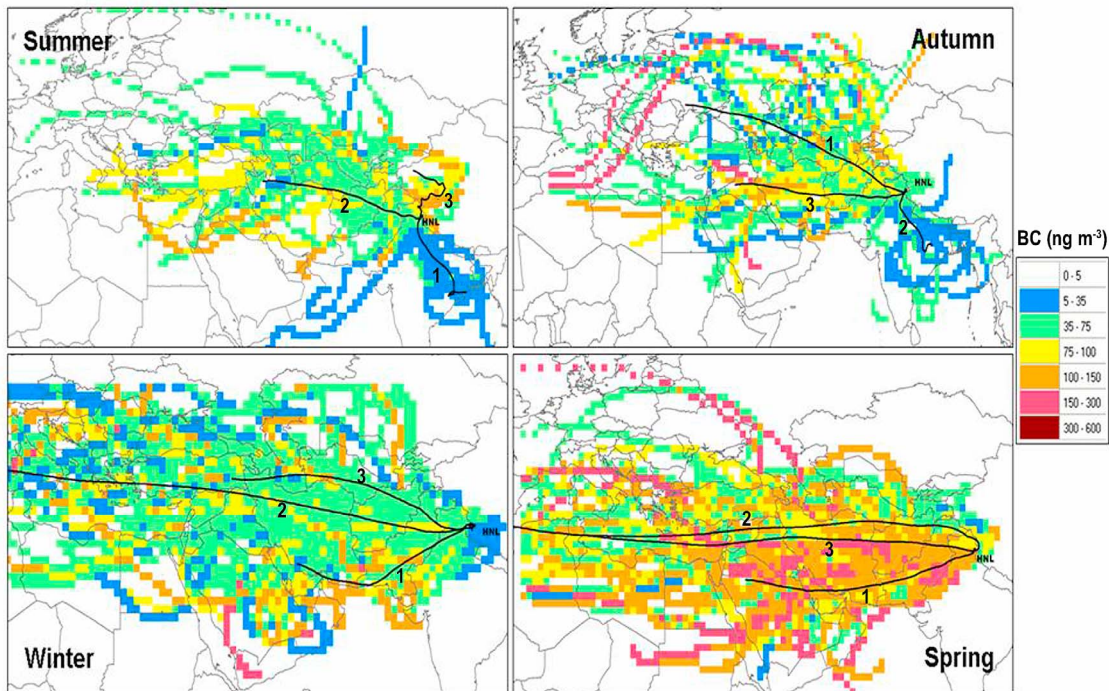 Summer
2
3
HNL
1
Autumn
1
HNL
3
2
BC (ng m⁻³)
0 - 5
5 - 35
35 - 75
75 - 100
100 - 150
150 - 300
300 - 600
Winter
3
2
HNL
1
Spring
2
3
HNL
1